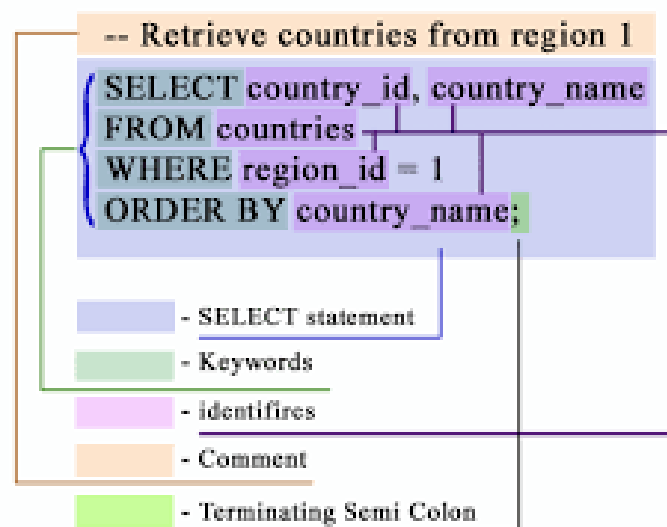 -- Retrieve countries from region 1
SELECT country_id, country_name
FROM countries
WHERE region_id = 1
ORDER BY country_name;
- SELECT statement
- Keywords
- identifires
- Comment
- Terminating Semi Colon